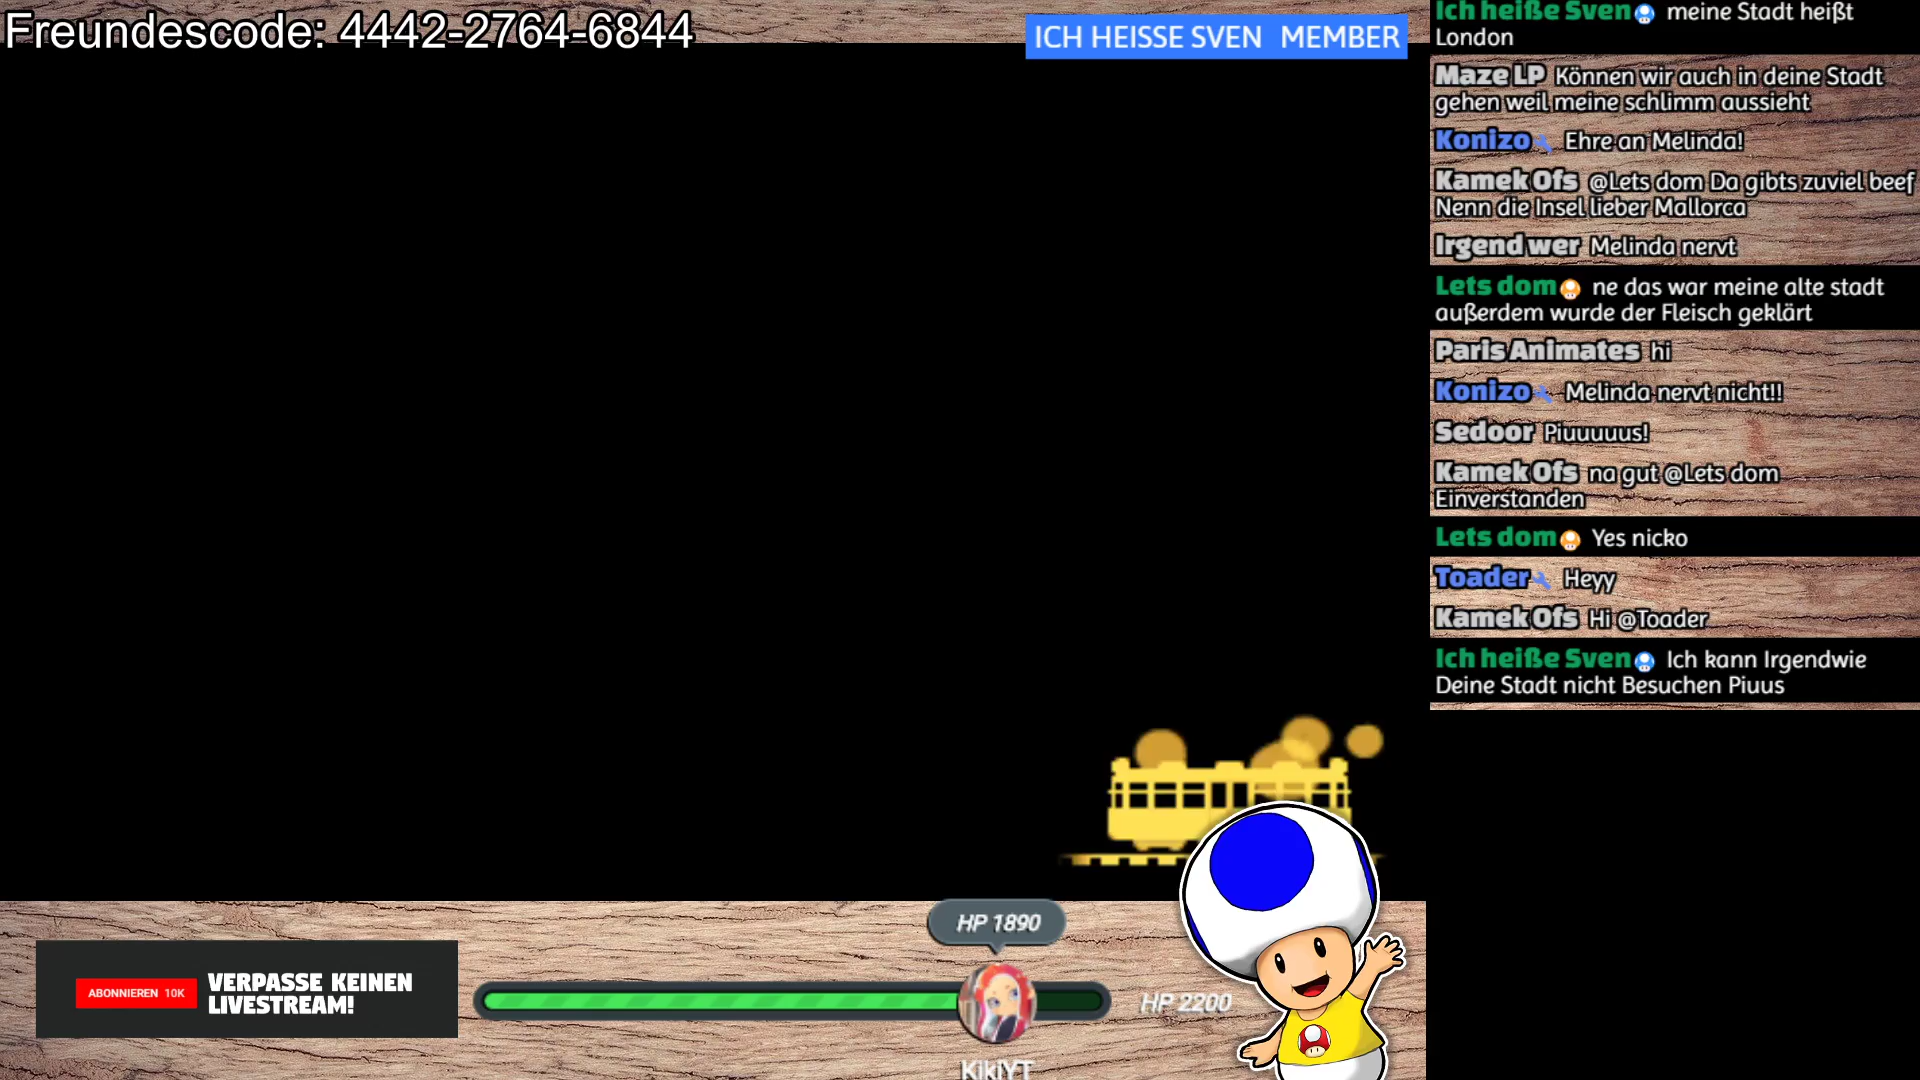 Freundescode: 4442-2764-6844
ICH HEISSE SVEN MEMBER
Ich heiße Sven meine Stadt heißt
London
Maze LP Können wir auch in deine Stadt
gehen weil meine schlimm aussieht
Konizo Ehre an Melinda!
Kamek Ofs @Lets dom Da gibts zuviel beef
Nenn die Insel lieber Mallorca
Irgend wer Melinda nervt
Lets dom ne das war meine alte stadt
außerdem wurde der Fleisch geklärt
Paris Animates hi
Konizo Melinda nervt nicht!!
Sedoor Piuuuuus!
Kamek Ofs na gut @Lets dom
Einverstanden
Lets dom Yes nicko
Toader Heyy
Kamek Ofs Hi @Toader
Ich heiße Sven Ich kann Irgendwie
Deine Stadt nicht Besuchen Piuus
HP 1890
ABONNIEREN 10K
VERPASSE KEINEN
LIVESTREAM!
HP 2200
KikiYT